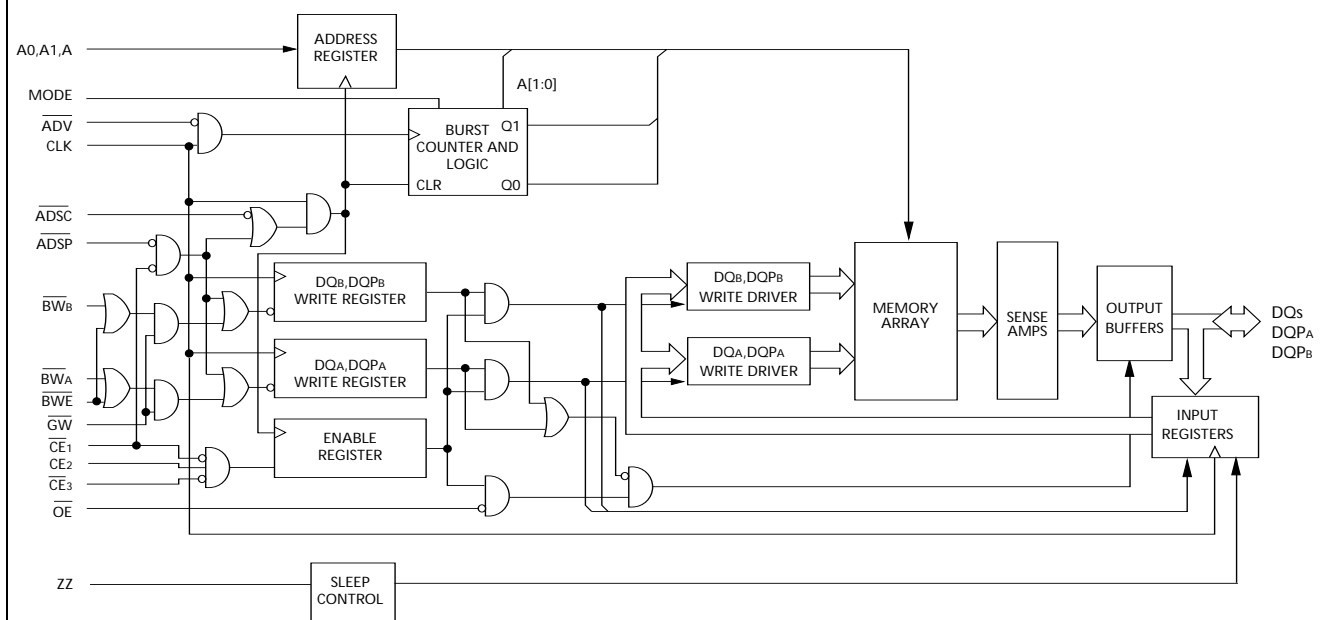 A0,A1,A
ADDRESS
REGISTER
MODE
A[1:0]
ADV
CLK
BURST
COUNTER AND
LOGIC
Q1
CLR
Q0
ADSC
ADSP
BWB
DQB,DQPB
WRITE REGISTER
DQB,DQPB
WRITE DRIVER
MEMORY
ARRAY
SENSE
AMPS
OUTPUT
BUFFERS
DQs
DQPA
DQPB
DQA,DQPA
WRITE REGISTER
DQA,DQPA
WRITE DRIVER
BWA
BWE
GW
CE1
CE2
CE3
ENABLE
REGISTER
INPUT
REGISTERS
OE
ZZ
SLEEP
CONTROL